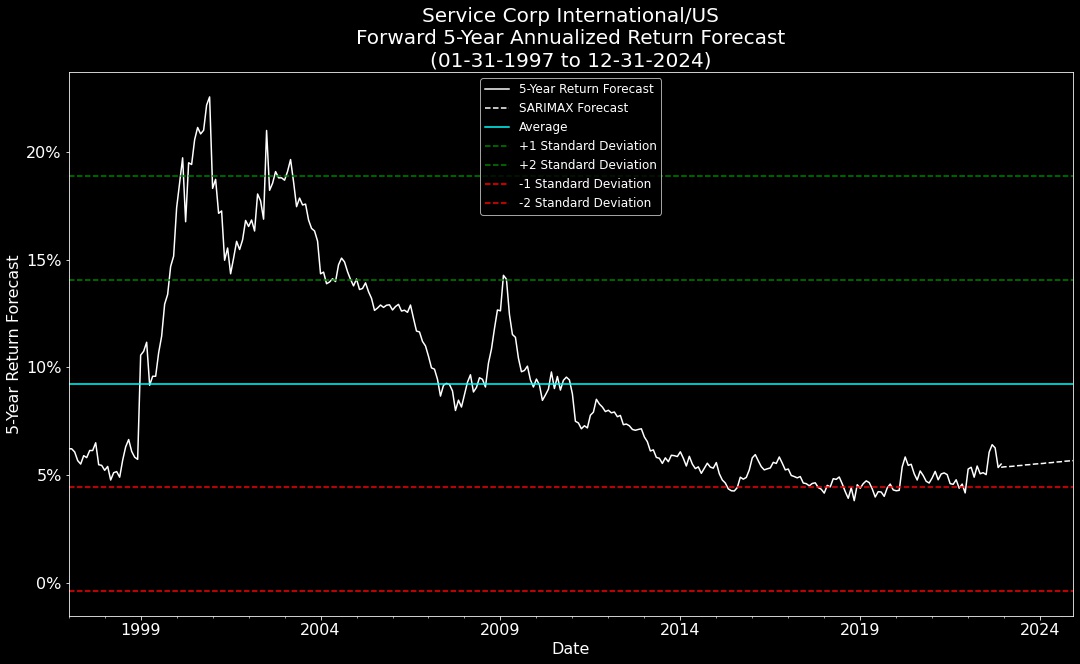 Service Corp International/US
Forward 5-Year Annualized Return Forecast
(01-31-1997 to 12-31-2024)
5-Year Return Forecast
SARIMAX Forecast
Average
+1 Standard Deviation
+2 Standard Deviation
-1 Standard Deviation
-2 Standard Deviation
5-Year Return Forecast
20%
15%
10%
5%
0%
1999 2004 2009 2014 2019 2024
Date